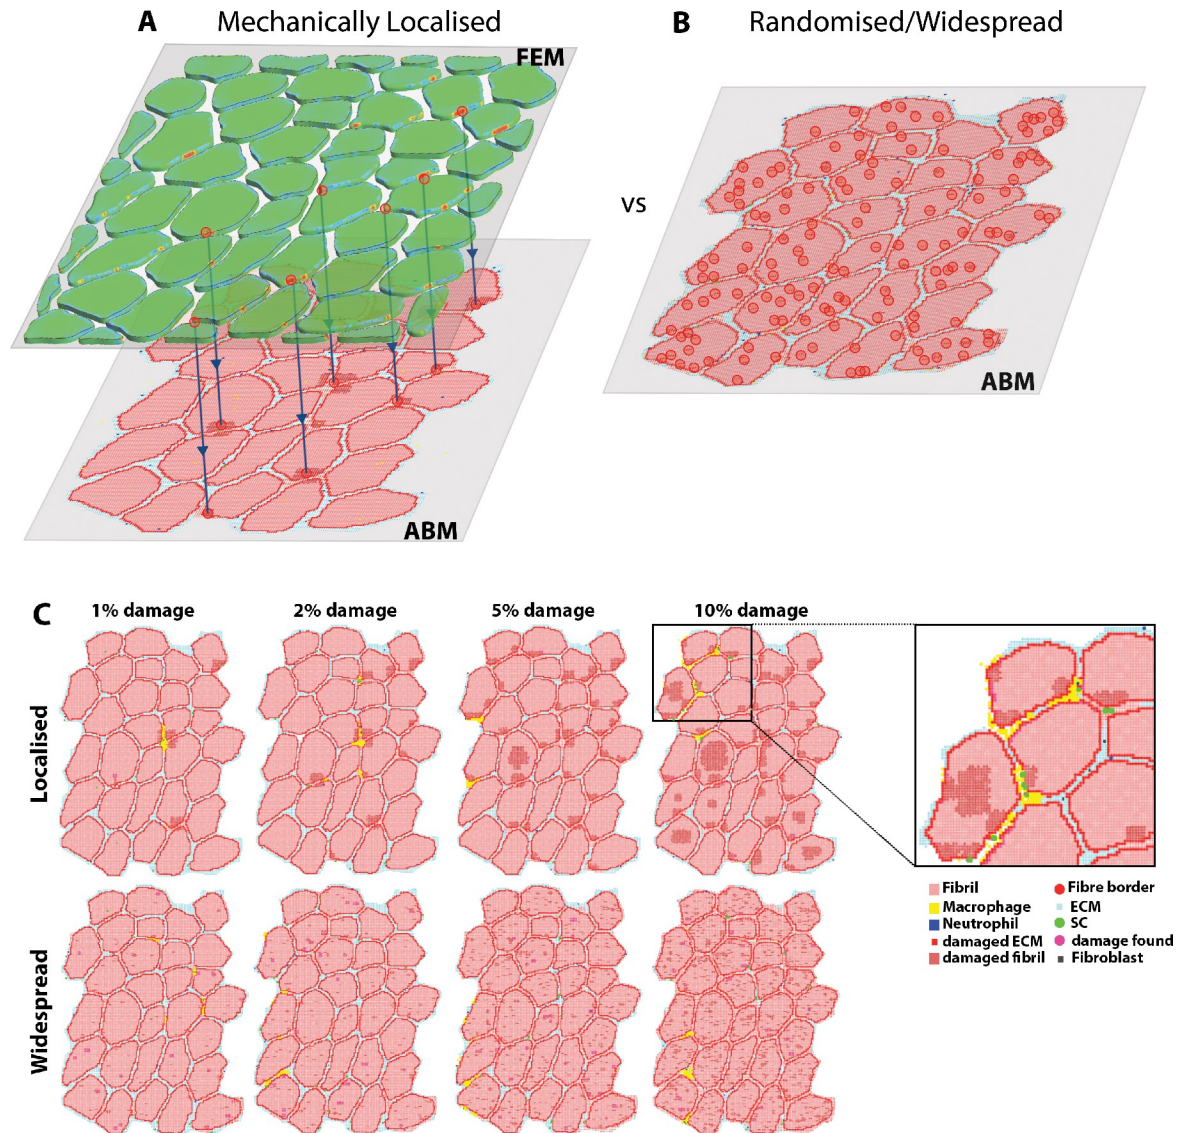 A Mechanically Localised
B Randomised/Widespread
FEM
VS
ABM
ABM
C
1% damage 2% damage 5% damage 10% damage
Localised
Widespread
Fibril Fibre border
Macrophage ECM
Neutrophil SC
damaged ECM damage found
damaged fibril Fibroblast